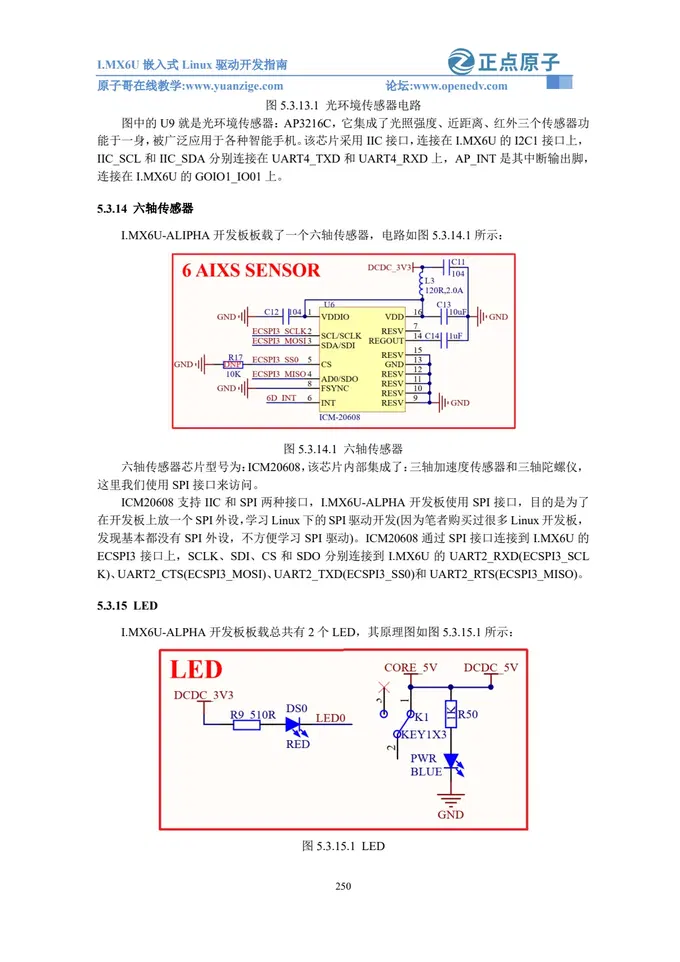 I.MX6U 嵌入式 Linux 驱动开发指南
正点原子
原子哥在线教学:www.yuanzige.com 论坛:www.openedv.com
图 5.3.13.1 光环境传感器电路
图中的 U9 就是光环境传感器：AP3216C，它集成了光照强度、近距离、红外三个传感器功
能于一身，被广泛应用于各种智能手机。该芯片采用 IIC 接口，连接在 I.MX6U 的 I2C1 接口上，
IIC_SCL 和 IIC_SDA 分别连接在 UART4_TXD 和 UART4_RXD 上，AP_INT 是其中断输出脚，
连接在 I.MX6U 的 GOIO1_IO01 上。
5.3.14 六轴传感器
I.MX6U-ALIPHA 开发板板载了一个六轴传感器，电路如图 5.3.14.1 所示：
6 AIXS SENSOR
DCDC_3V3
C11
104
L3
120R,2.0A
U6
GND
C12 104 1
VDDIO
VDD
16
C13
10uF
GND
ECSPI3_SCLK 2
SCL/SCLK
ECSPI3_MOSI 3
SDA/SDI
RESV
7
REGOUT
14 C14 1uF
GND
R17
DNP
10K
ECSPI3_SS0 5
CS
ECSPI3_MISO 4
AD0/SDO
GND
8
FSYNC
6D_INT 6
INT
RESV 15
GND 13
RESV 12
RESV 11
RESV 10
RESV 9
GND
ICM-20608
图 5.3.14.1 六轴传感器
六轴传感器芯片型号为：ICM20608，该芯片内部集成了：三轴加速度传感器和三轴陀螺仪，
这里我们使用 SPI 接口来访问。
ICM20608 支持 IIC 和 SPI 两种接口，I.MX6U-ALPHA 开发板使用 SPI 接口，目的是为了
在开发板上放一个 SPI 外设，学习 Linux 下的 SPI 驱动开发(因为笔者购买过很多 Linux 开发板，
发现基本都没有 SPI 外设，不方便学习 SPI 驱动)。ICM20608 通过 SPI 接口连接到 I.MX6U 的
ECSPI3 接口上，SCLK、SDI、CS 和 SDO 分别连接到 I.MX6U 的 UART2_RXD(ECSPI3_SCL
K)、UART2_CTS(ECSPI3_MOSI)、UART2_TXD(ECSPI3_SS0)和 UART2_RTS(ECSPI3_MISO)。
5.3.15 LED
I.MX6U-ALPHA 开发板板载总共有 2 个 LED，其原理图如图 5.3.15.1 所示：
LED
CORE_5V DCDC_5V
DCDC_3V3
R9 510R
DS0
LED0
RED
3
1
K1
KEY1X3
2
1K
R50
PWR
BLUE
GND
图 5.3.15.1 LED
250